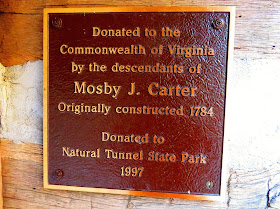 Donated to the
Commonwealth of Virginia
by the descendants of
Mosby J. Carter
Originally constructed 1784
Donated to
Natural Tunnel State Park
1997